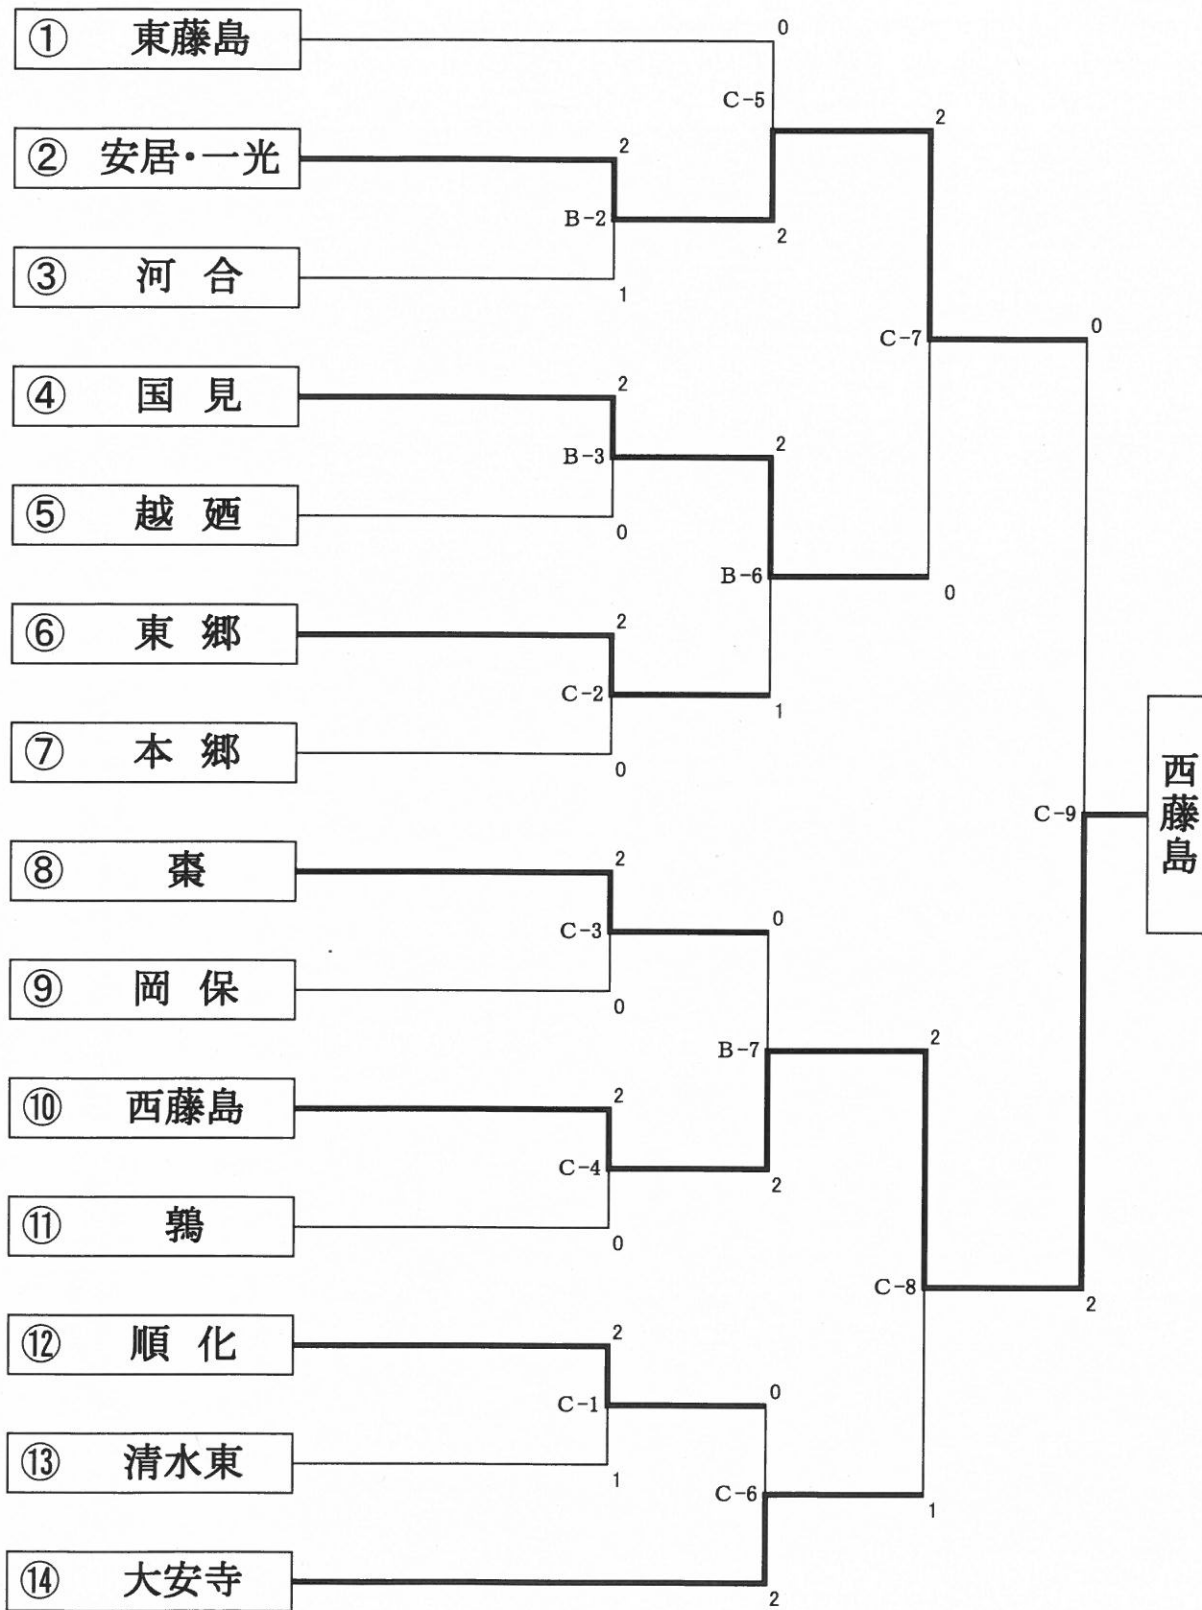 ① 東藤島
0
C-5
② 安居・一光
2
2
B-2
2
③ 河合
1
C-7
0
④ 国見
2
B-3
2
⑤ 越廼
0
B-6
0
⑥ 東郷
2
C-2
1
⑦ 本郷
0
西藤島
C-9
⑧ 棗
2
C-3
0
⑨ 岡保
0
B-7
2
⑩ 西藤島
2
C-4
2
⑪ 鶉
0
C-8
2
⑫ 順化
2
C-1
0
⑬ 清水東
1
C-6
1
⑭ 大安寺
2